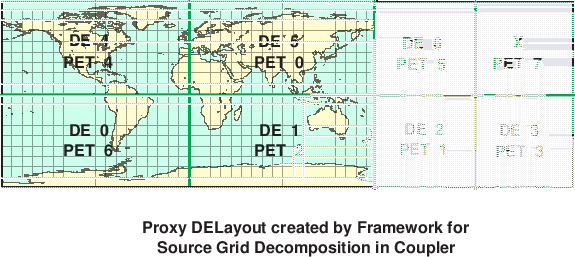 DE 4
DE 5
DE 6
X
PET 4
PET 0
PET 5
PET 7
DE 0
DE 1
DE 2
DE 3
PET 6
PET 2
PET 1
PET 3
Proxy DELayout created by Framework for
Source Grid Decomposition in Coupler